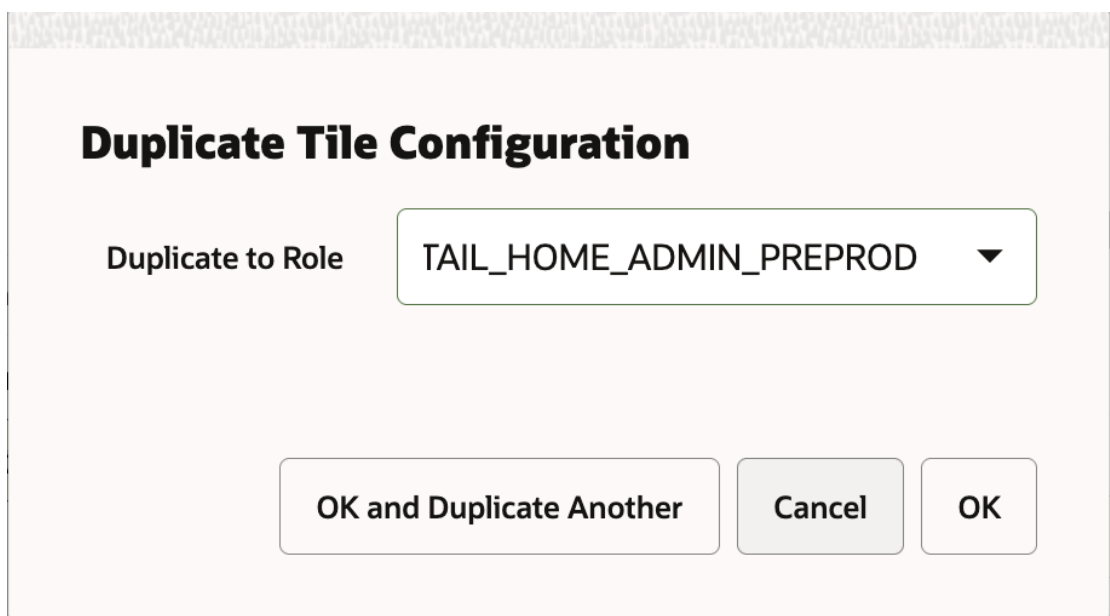 Duplicate Tile Configuration
Duplicate to Role
TAIL_HOME_ADMIN_PREPROD
OK and Duplicate Another
Cancel
OK